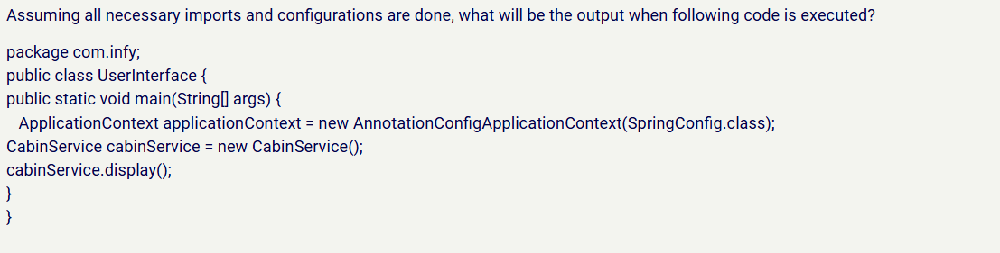 Assuming all necessary imports and configurations are done, what will be the output when following code is executed?
package com.infy;
public class UserInterface {
public static void main(String[] args) {
ApplicationContext applicationContext = new AnnotationConfigApplicationContext(SpringConfig.class);
CabinService cabinService = new CabinService();
cabinService.display();
}
}